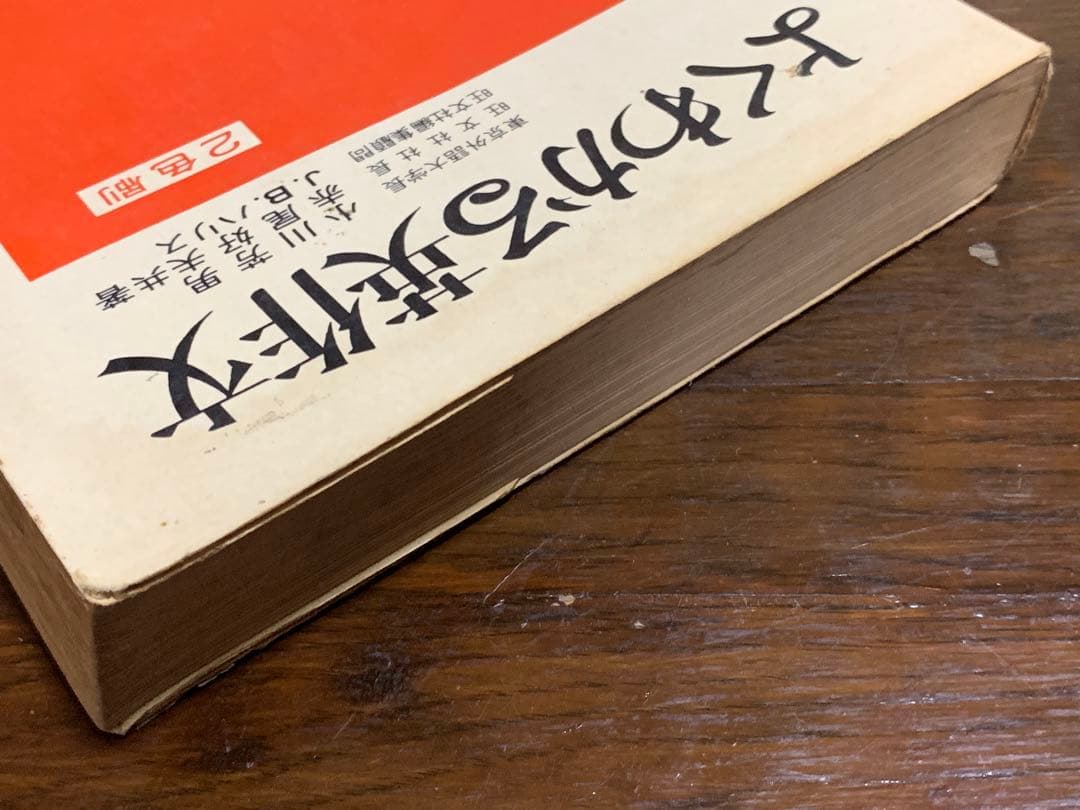 よくわかる英作文
東京外語大学長 小川芳男
旺文社社長 赤尾好夫
旺文社編集顧問 J.B.ハリス
共著
2色刷